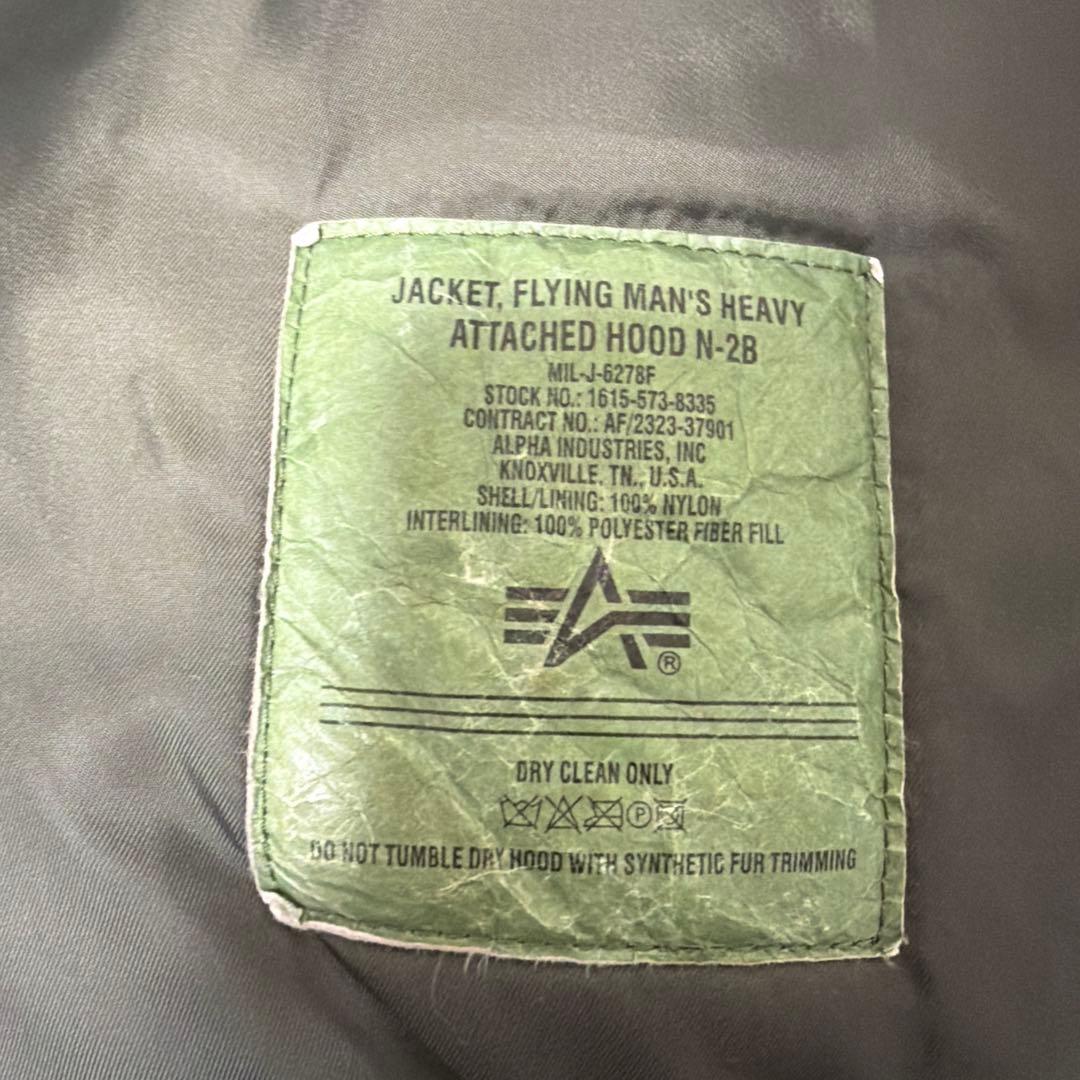 JACKET, FLYING MAN'S HEAVY
ATTACHED HOOD N-2B
MIL-J-6278F
STOCK NO.: 1615-573-8335
CONTRACT NO.: AF/2323-37901
ALPHA INDUSTRIES, INC
KNOXVILLE, TN., U.S.A.
SHELL/LINING: 100% NYLON
INTERLINING: 100% POLYESTER FIBER FILL
®
DRY CLEAN ONLY
P
DO NOT TUMBLE DRY HOOD WITH SYNTHETIC FUR TRIMMING